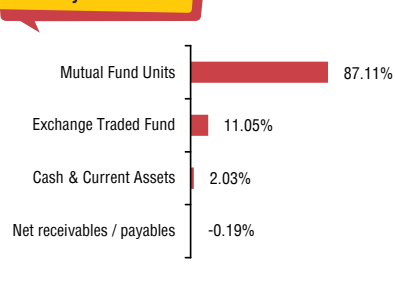 Mutual Fund Units 87.11%
Exchange Traded Fund 11.05%
Cash & Current Assets 2.03%
Net receivables / payables -0.19%